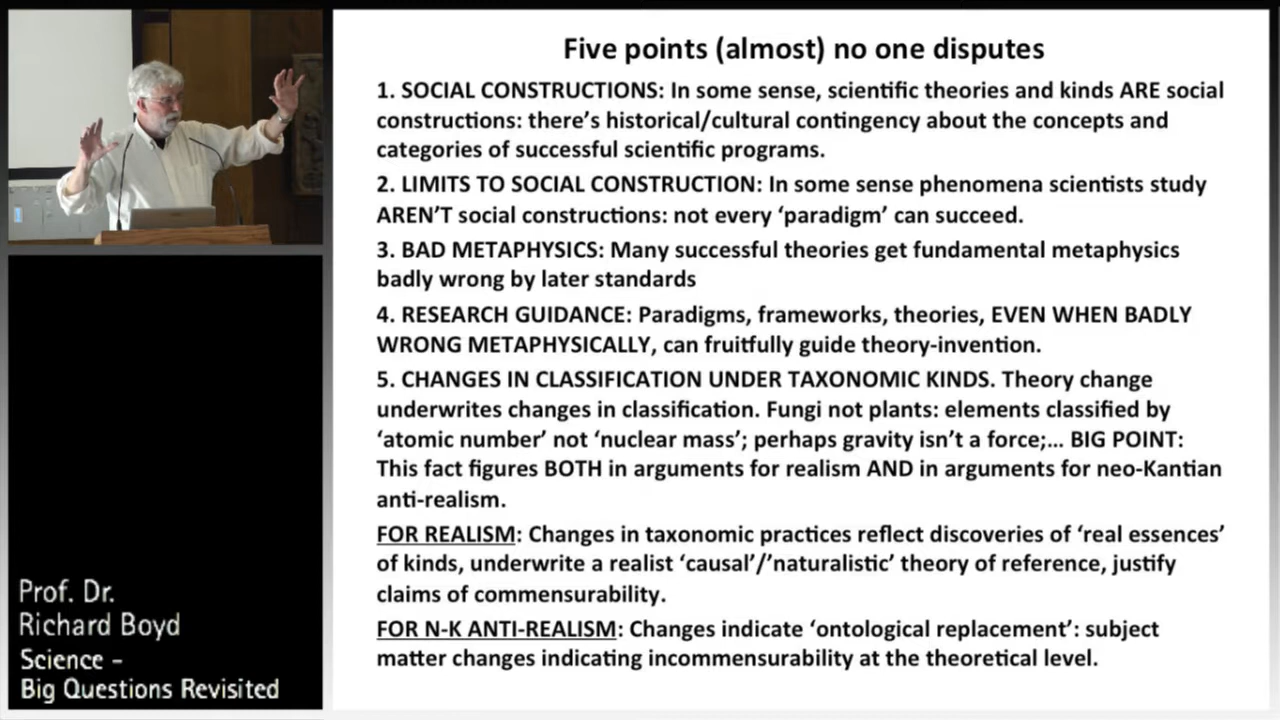 Five points (almost) no one disputes
1. SOCIAL CONSTRUCTIONS: In some sense, scientific theories and kinds ARE social
constructions: there's historical/cultural contingency about the concepts and
categories of successful scientific programs.
2. LIMITS TO SOCIAL CONSTRUCTION: In some sense phenomena scientists study
AREN'T social constructions: not every 'paradigm' can succeed.
3. BAD METAPHYSICS: Many successful theories get fundamental metaphysics
badly wrong by later standards
4. RESEARCH GUIDANCE: Paradigms, frameworks, theories, EVEN WHEN BADLY
WRONG METAPHYSICALLY, can fruitfully guide theory-invention.
5. CHANGES IN CLASSIFICATION UNDER TAXONOMIC KINDS. Theory change
underwrites changes in classification. Fungi not plants: elements classified by
'atomic number' not 'nuclear mass'; perhaps gravity isn't a force;... BIG POINT:
This fact figures BOTH in arguments for realism AND in arguments for neo-Kantian
anti-realism.
FOR REALISM: Changes in taxonomic practices reflect discoveries of 'real essences'
of kinds, underwrite a realist 'causal'/'naturalistic' theory of reference, justify
claims of commensurability.
FOR N-K ANTI-REALISM: Changes indicate 'ontological replacement': subject
matter changes indicating incommensurability at the theoretical level.
Prof. Dr.
Richard Boyd
Science -
Big Questions Revisited